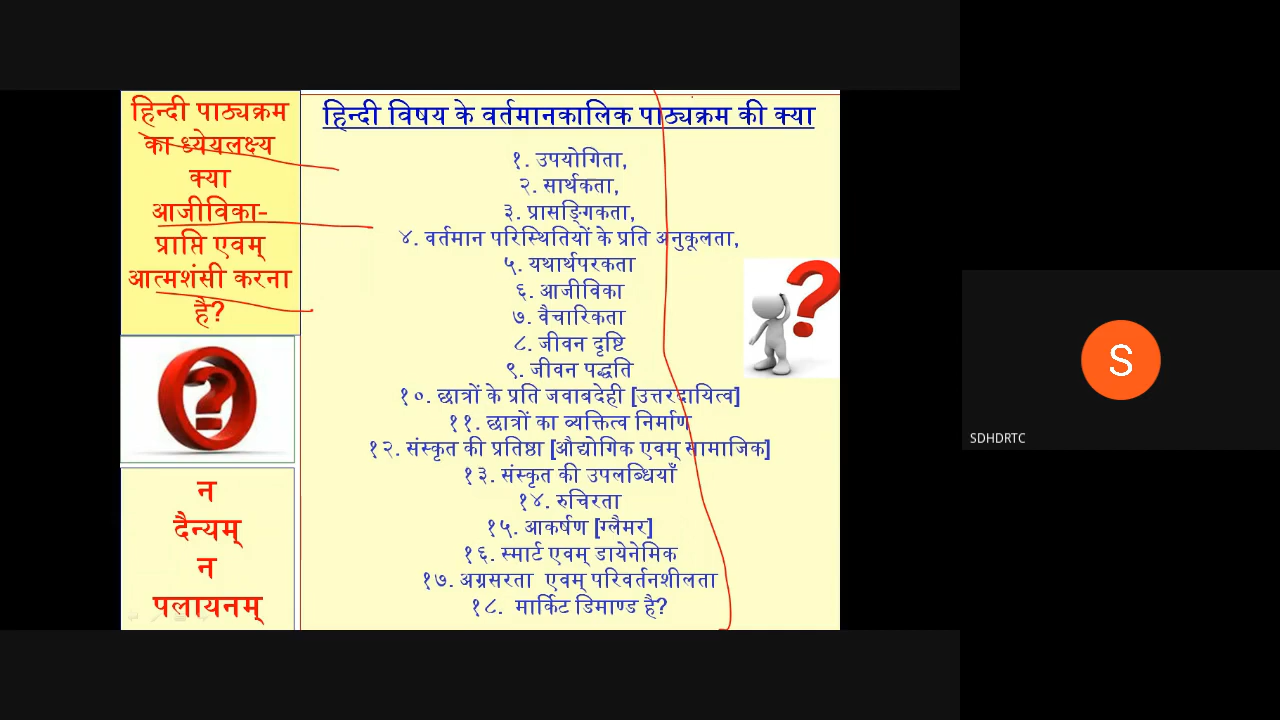 हिन्दी पाठ्यक्रम
का ध्येयलक्ष्य
क्या
आजीविका-
प्राप्ति एवम्
आत्मशंसी करना
है?
न
दैन्यम्
न
पलायनम्
हिन्दी विषय के वर्तमानकालिक पाठ्यक्रम की क्या
१. उपयोगिता,
२. सार्थकता,
३. प्रासङ्गिकता,
४. वर्तमान परिस्थितियों के प्रति अनुकूलता,
५. यथार्थपरकता
६. आजीविका
७. वैचारिकता
८. जीवन दृष्टि
९. जीवन पद्धति
१०. छात्रों के प्रति जवाबदेही [उत्तरदायित्व]
११. छात्रों का व्यक्तित्व निर्माण
१२. संस्कृत की प्रतिष्ठा [औद्योगिक एवम् सामाजिक]
१३. संस्कृत की उपलब्धियाँ
१४. रुचिरता
१५. आकर्षण [ग्लैमर]
१६. स्मार्ट एवम् डायेनेमिक
१७. अग्रसरता एवम् परिवर्तनशीलता
१८. मार्किट डिमाण्ड है?
S
SDHDRTC